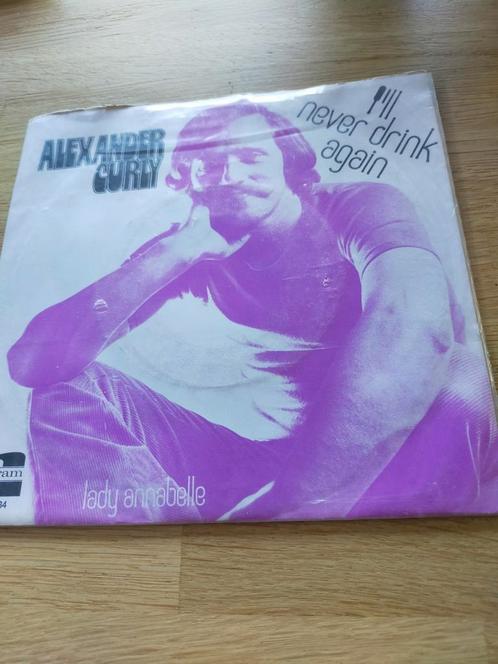 ALEXANDER
CURLY
I'll
never drink
again
lady annabelle